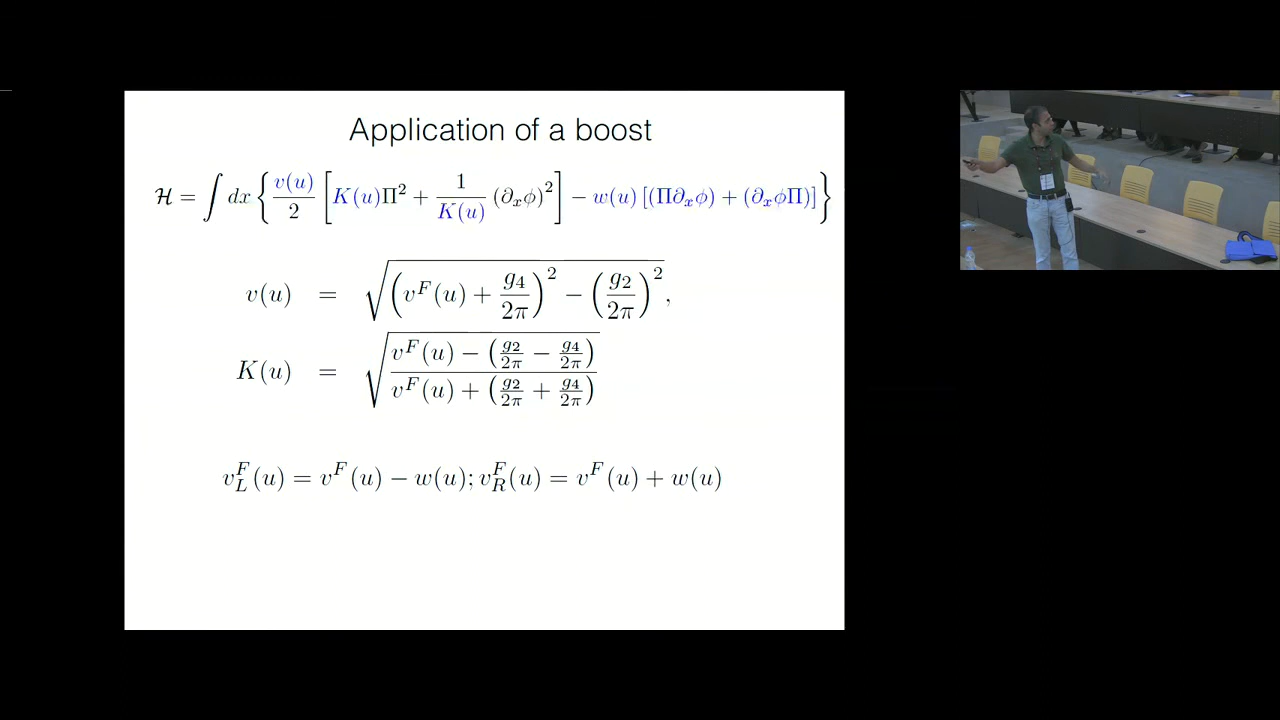 Application of a boost
\mathcal{H} = \int dx \left\{ \frac{v(u)}{2} \left[ K(u)\Pi^2 + \frac{1}{K(u)} (\partial_x \phi)^2 \right] - w(u) [(\Pi \partial_x \phi) + (\partial_x \phi \Pi)] \right\}
v(u) = \sqrt{\left( v^F(u) + \frac{g_4}{2\pi} \right)^2 - \left( \frac{g_2}{2\pi} \right)^2},
K(u) = \sqrt{\frac{v^F(u) - \left( \frac{g_2}{2\pi} - \frac{g_4}{2\pi} \right)}{v^F(u) + \left( \frac{g_2}{2\pi} + \frac{g_4}{2\pi} \right)}}
v_L^F(u) = v^F(u) - w(u); v_R^F(u) = v^F(u) + w(u)